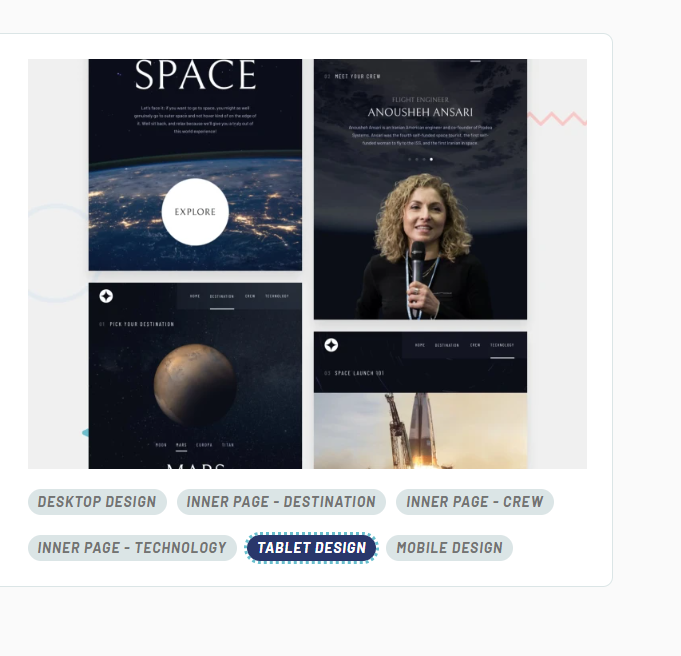 SPACE
Let's face it; if you want to go to space, you might as well
genuinely go to outer space and not hover kind of on the edge of
it. Well sit back, and relax because we'll give you a truly out of
this world experience!
EXPLORE
HOME DESTINATION CREW TECHNOLOGY
01 PICK YOUR DESTINATION
MOON MARS EUROPA TITAN
MARS
02 MEET YOUR CREW
FLIGHT ENGINEER
ANOUSHEH ANSARI
Anousheh Ansari is an Iranian American engineer and co-founder of Prodea
Systems. Ansari was the fourth self-funded space tourist, the first self-
funded woman to fly to the ISS, and the first Iranian in space.
HOME DESTINATION CREW TECHNOLOGY
03 SPACE LAUNCH 101
DESKTOP DESIGN INNER PAGE - DESTINATION INNER PAGE - CREW
INNER PAGE - TECHNOLOGY TABLET DESIGN MOBILE DESIGN